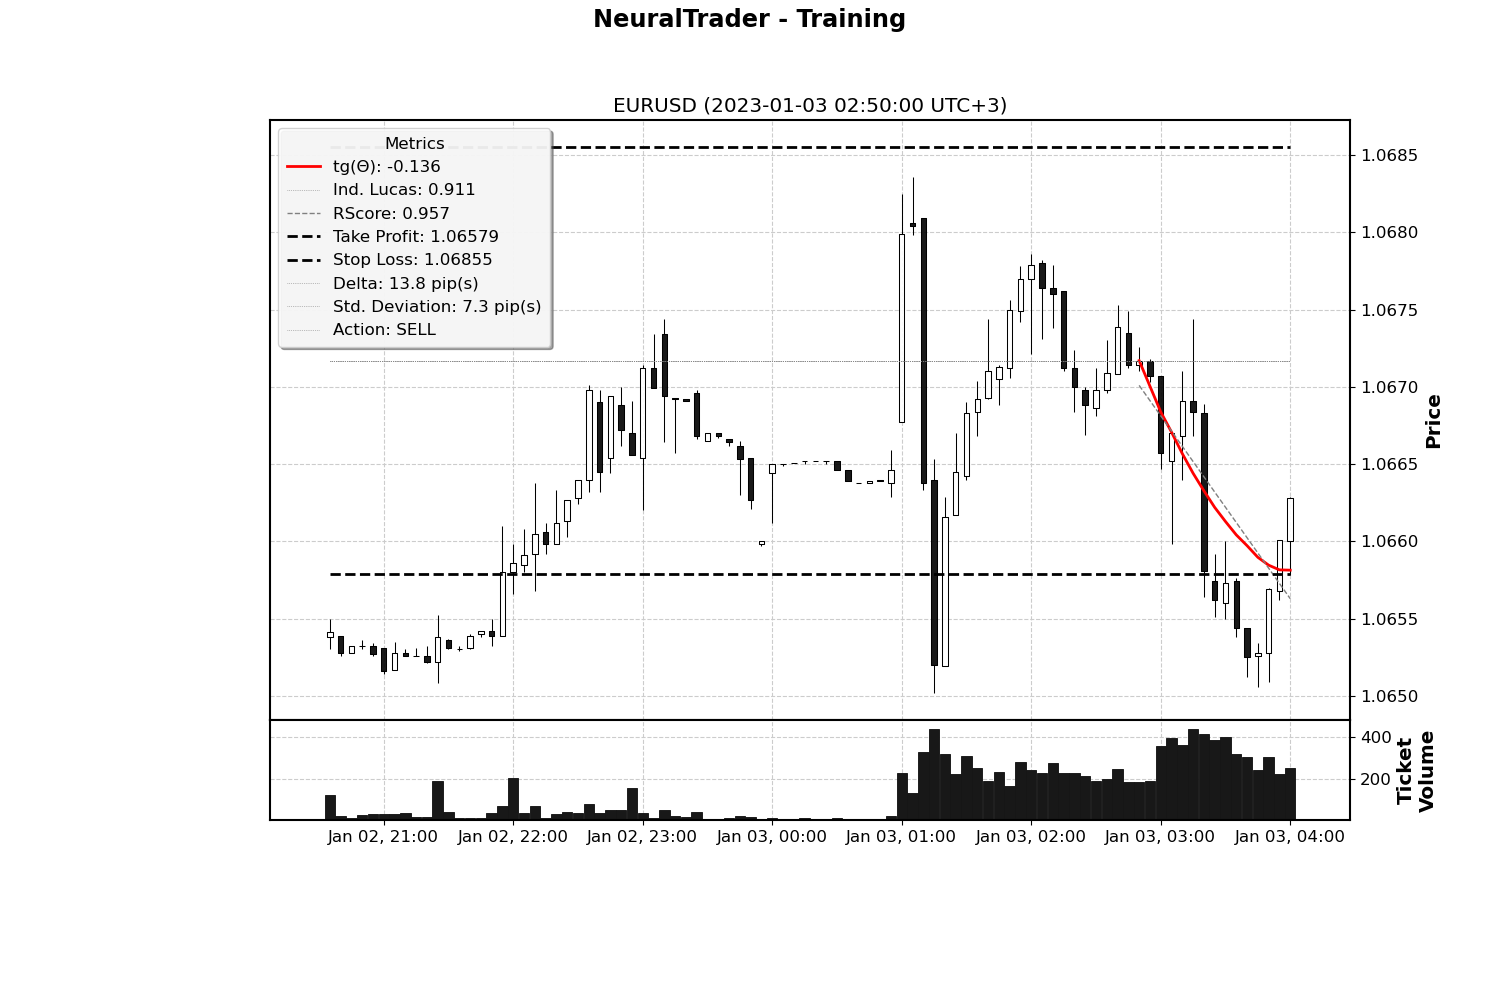 NeuralTrader - Training
EURUSD (2023-01-03 02:50:00 UTC+3)
Metrics
tg(Θ): -0.136
Ind. Lucas: 0.911
RScore: 0.957
Take Profit: 1.06579
Stop Loss: 1.06855
Delta: 13.8 pip(s)
Std. Deviation: 7.3 pip(s)
Action: SELL
1.0685
1.0680
1.0675
1.0670
1.0665
1.0660
1.0655
1.0650
Price
400
200
Ticket
Volume
Jan 02, 21:00
Jan 02, 22:00
Jan 02, 23:00
Jan 03, 00:00
Jan 03, 01:00
Jan 03, 02:00
Jan 03, 03:00
Jan 03, 04:00